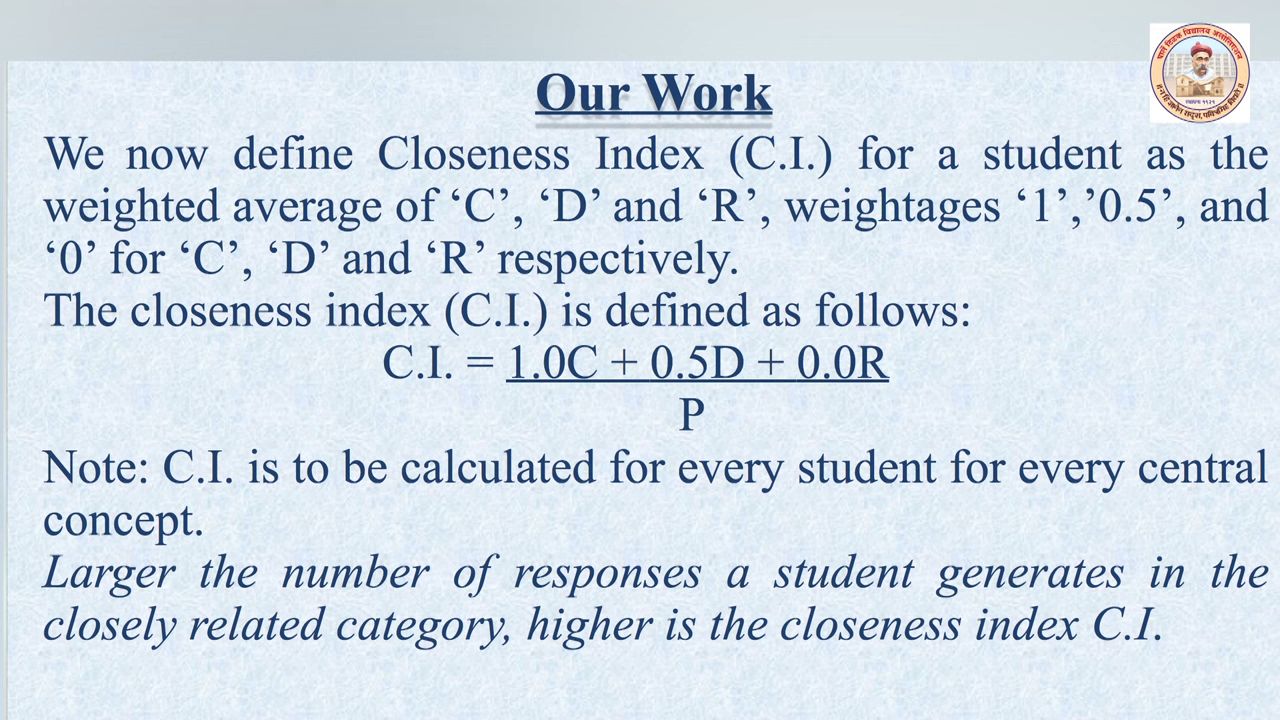 Our Work
We now define Closeness Index (C.I.) for a student as the
weighted average of ‘C’, ‘D’ and ‘R’, weightages ‘1’,’0.5’, and
‘0’ for ‘C’, ‘D’ and ‘R’ respectively.
The closeness index (C.I.) is defined as follows:
C.I. = 1.0C + 0.5D + 0.0R
P
Note: C.I. is to be calculated for every student for every central
concept.
Larger the number of responses a student generates in the
closely related category, higher is the closeness index C.I.